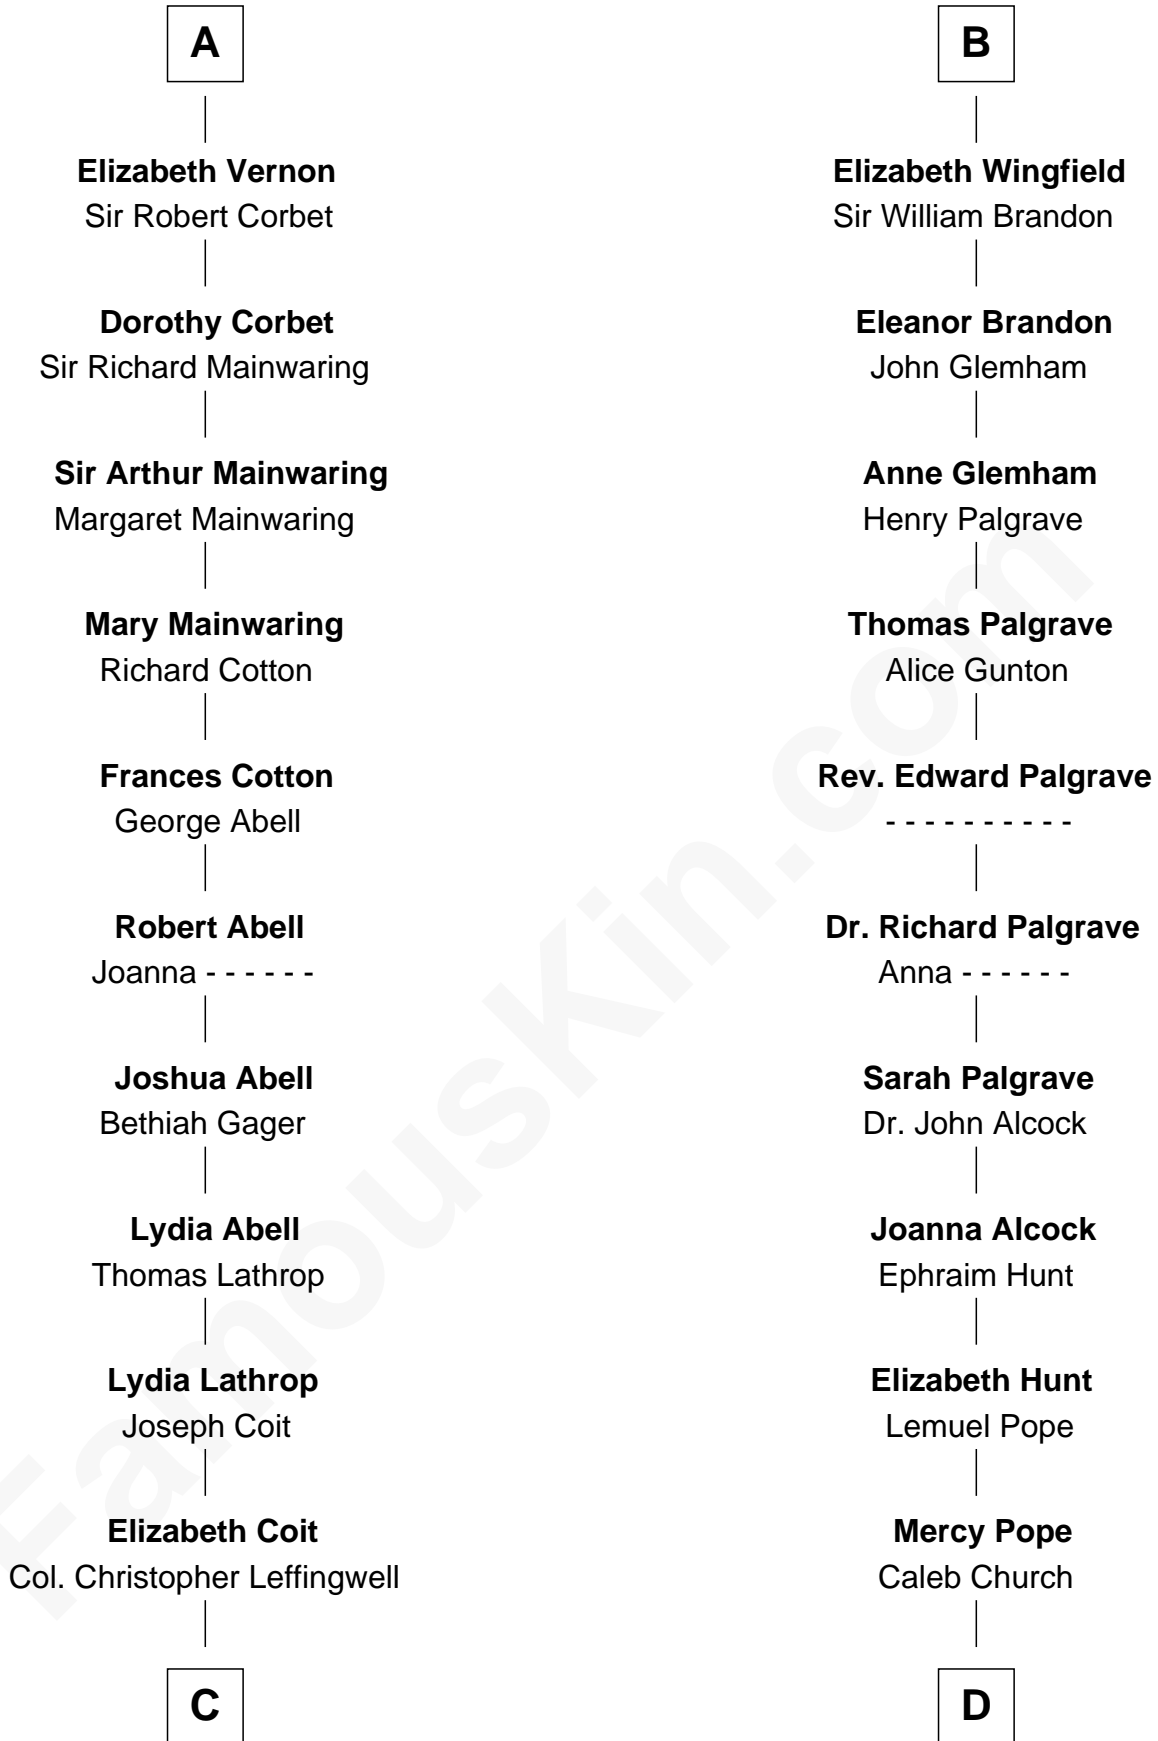 A
Elizabeth Vernon
Sir Robert Corbet
Dorothy Corbet
Sir Richard Mainwaring
Sir Arthur Mainwaring
Margaret Mainwaring
Mary Mainwaring
Richard Cotton
Frances Cotton
George Abell
Robert Abell
Joanna - - - - - -
Joshua Abell
Bethiah Gager
Lydia Abell
Thomas Lathrop
Lydia Lathrop
Joseph Coit
Elizabeth Coit
Col. Christopher Leffingwell
C
B
Elizabeth Wingfield
Sir William Brandon
Eleanor Brandon
John Glemham
Anne Glemham
Henry Palgrave
Thomas Palgrave
Alice Gunton
Rev. Edward Palgrave
- - - - - - - - - -
Dr. Richard Palgrave
Anna - - - - - -
Sarah Palgrave
Dr. John Alcock
Joanna Alcock
Ephraim Hunt
Elizabeth Hunt
Lemuel Pope
Mercy Pope
Caleb Church
D
FamousKin.com